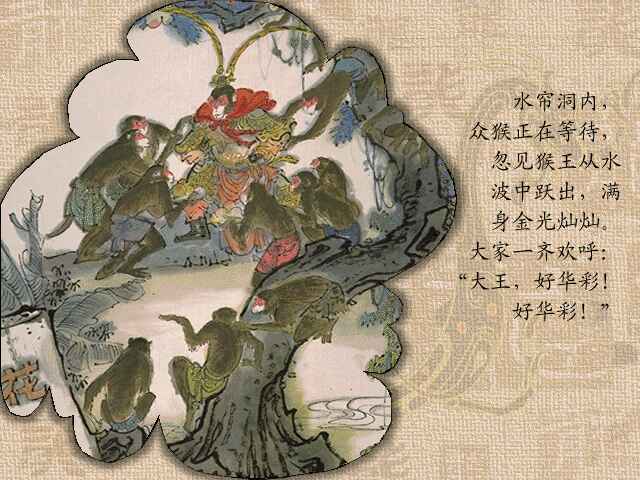 水帘洞内，
众猴正在等待，
忽见猴王从水
波中跃出，满
身金光灿灿。
大家一齐欢呼：
“大王，好华彩！
好华彩！”
花